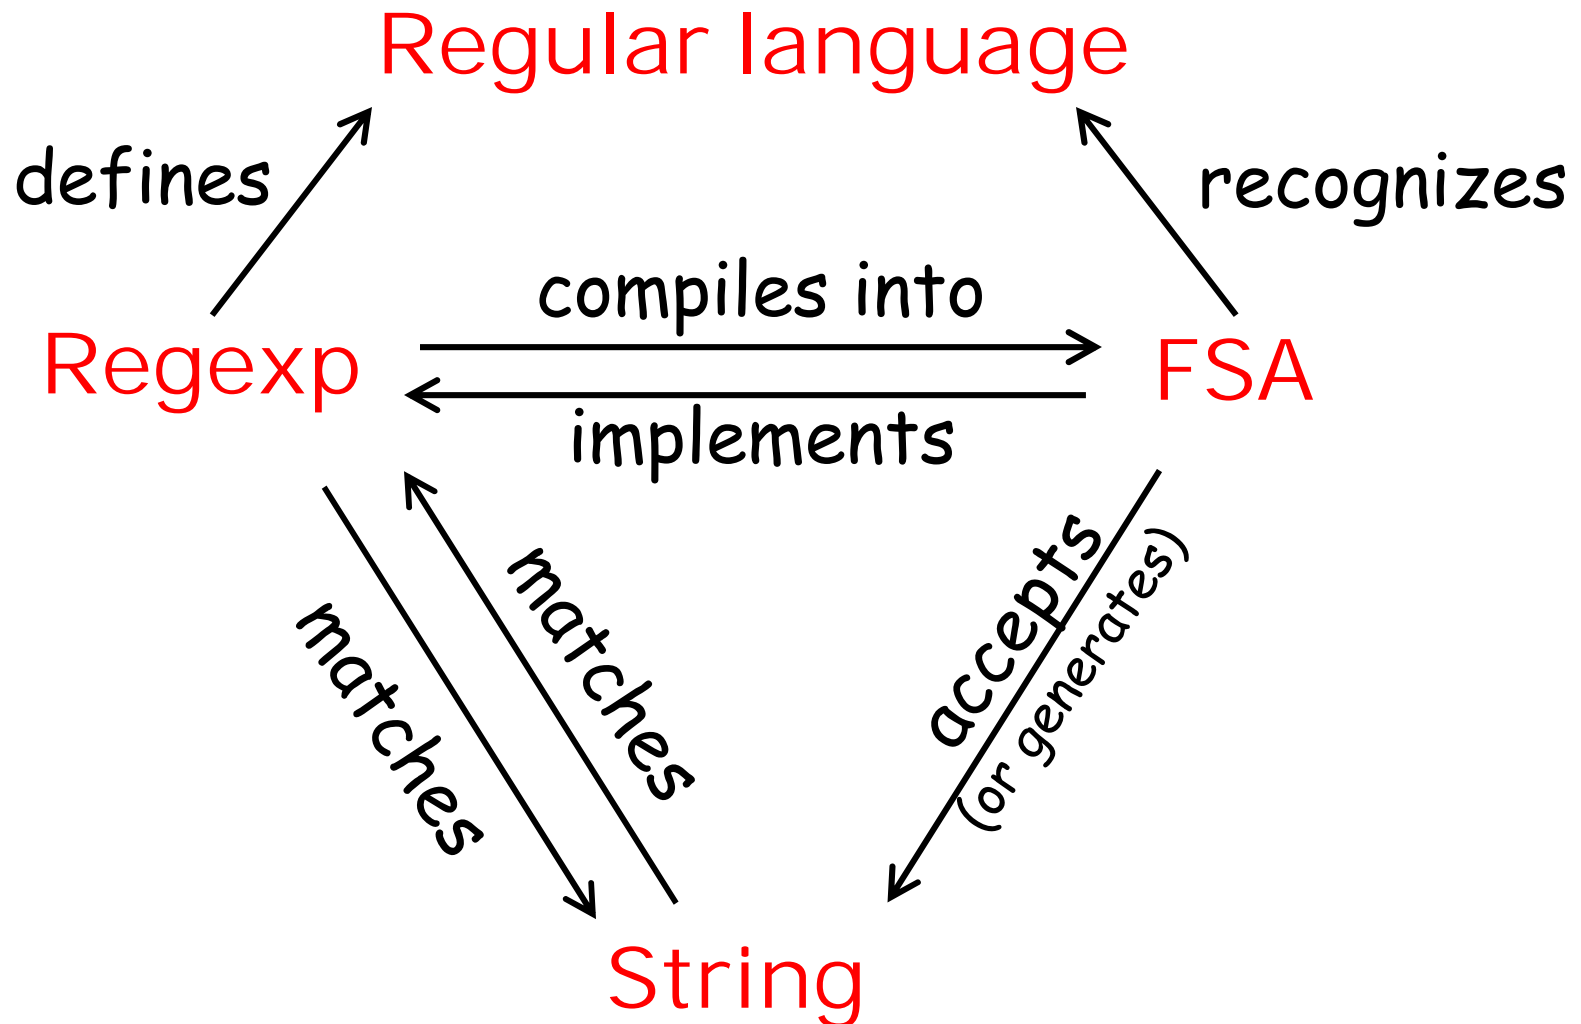 Regular language
defines
recognizes
compiles into
Regexp
FSA
implements
matches
matches
accepts
(or generates)
String